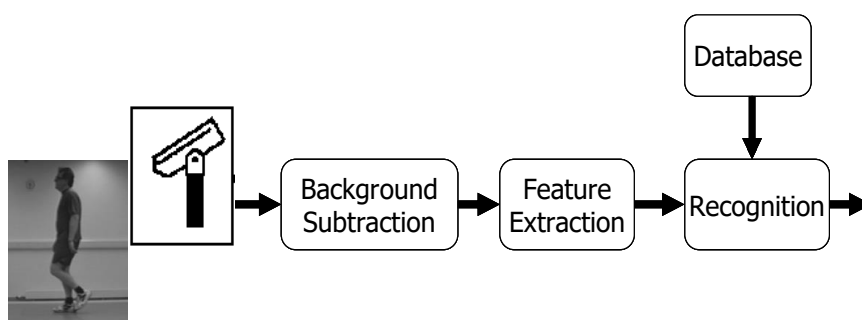 Database
Background
Subtraction
Feature
Extraction
Recognition